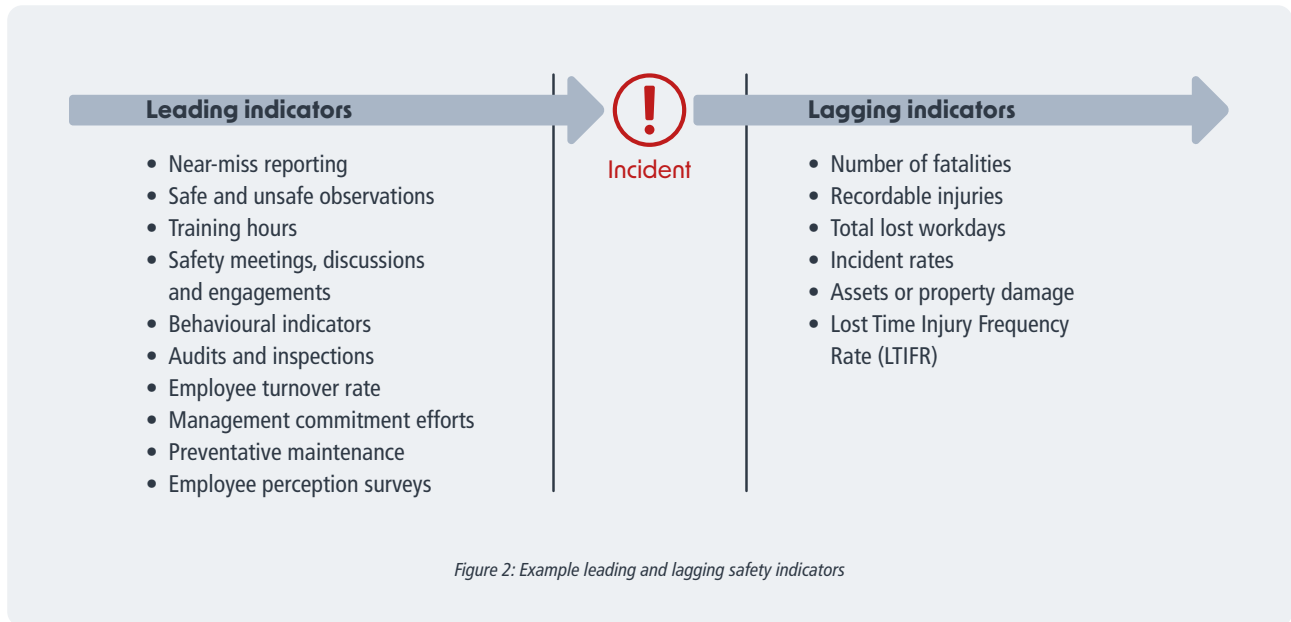 Leading indicators
• Near-miss reporting
• Safe and unsafe observations
• Training hours
• Safety meetings, discussions
and engagements
• Behavioural indicators
• Audits and inspections
• Employee turnover rate
• Management commitment efforts
• Preventative maintenance
• Employee perception surveys
!
Incident
Lagging indicators
• Number of fatalities
• Recordable injuries
• Total lost workdays
• Incident rates
• Assets or property damage
• Lost Time Injury Frequency
Rate (LTIFR)
Figure 2: Example leading and lagging safety indicators